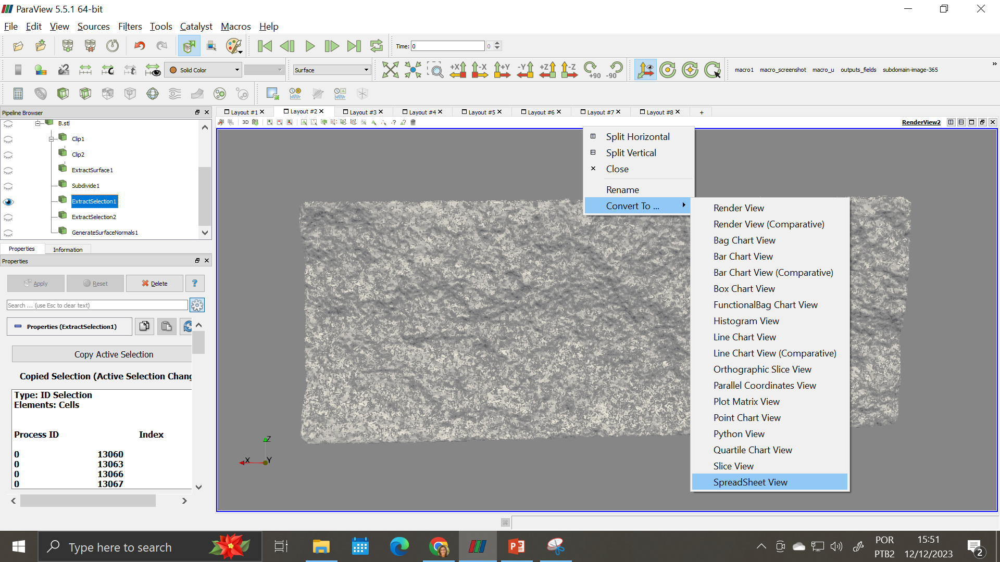 ParaView 5.5.1 64-bit
File Edit View Sources Filters Tools Catalyst Macros Help
Time: 0 0
Solid Color Surface +X -X +Y -Y +Z -Z +90 -90 macro1 macro_screenshot macro_u outputs_fields subdomain-image-365 »
Pipeline Browser
Layout #1 Layout #2 Layout #3 Layout #4 Layout #5 Layout #6 Layout #7 Layout #8 +
3D RenderView2
B.stl
Clip1
Clip2
ExtractSurface1
Subdivide1
ExtractSelection1
ExtractSelection2
GenerateSurfaceNormals1
Properties Information
Properties
Apply Reset Delete ?
Search ... (use Esc to clear text)
Properties (ExtractSelection1)
Copy Active Selection
Copied Selection (Active Selection Chang
Type: ID Selection
Elements: Cells
Process ID Index
0 13060
0 13063
0 13066
0 13067
Split Horizontal
Split Vertical
Close
Rename
Convert To ...
Render View
Render View (Comparative)
Bag Chart View
Bar Chart View
Bar Chart View (Comparative)
Box Chart View
FunctionalBag Chart View
Histogram View
Line Chart View
Line Chart View (Comparative)
Orthographic Slice View
Parallel Coordinates View
Plot Matrix View
Point Chart View
Python View
Quartile Chart View
Slice View
SpreadSheet View
Z
X Y
Type here to search
POR
PTB2
15:51
12/12/2023
2